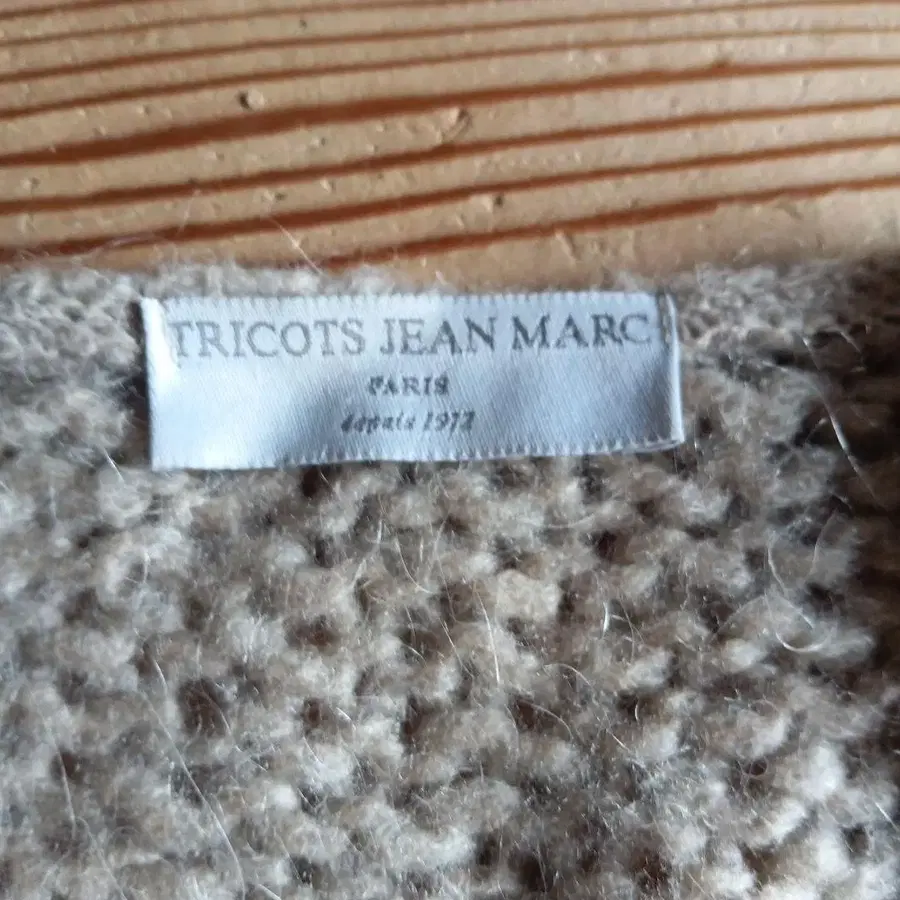 TRICOTS JEAN MARC
PARIS
depuis 1972